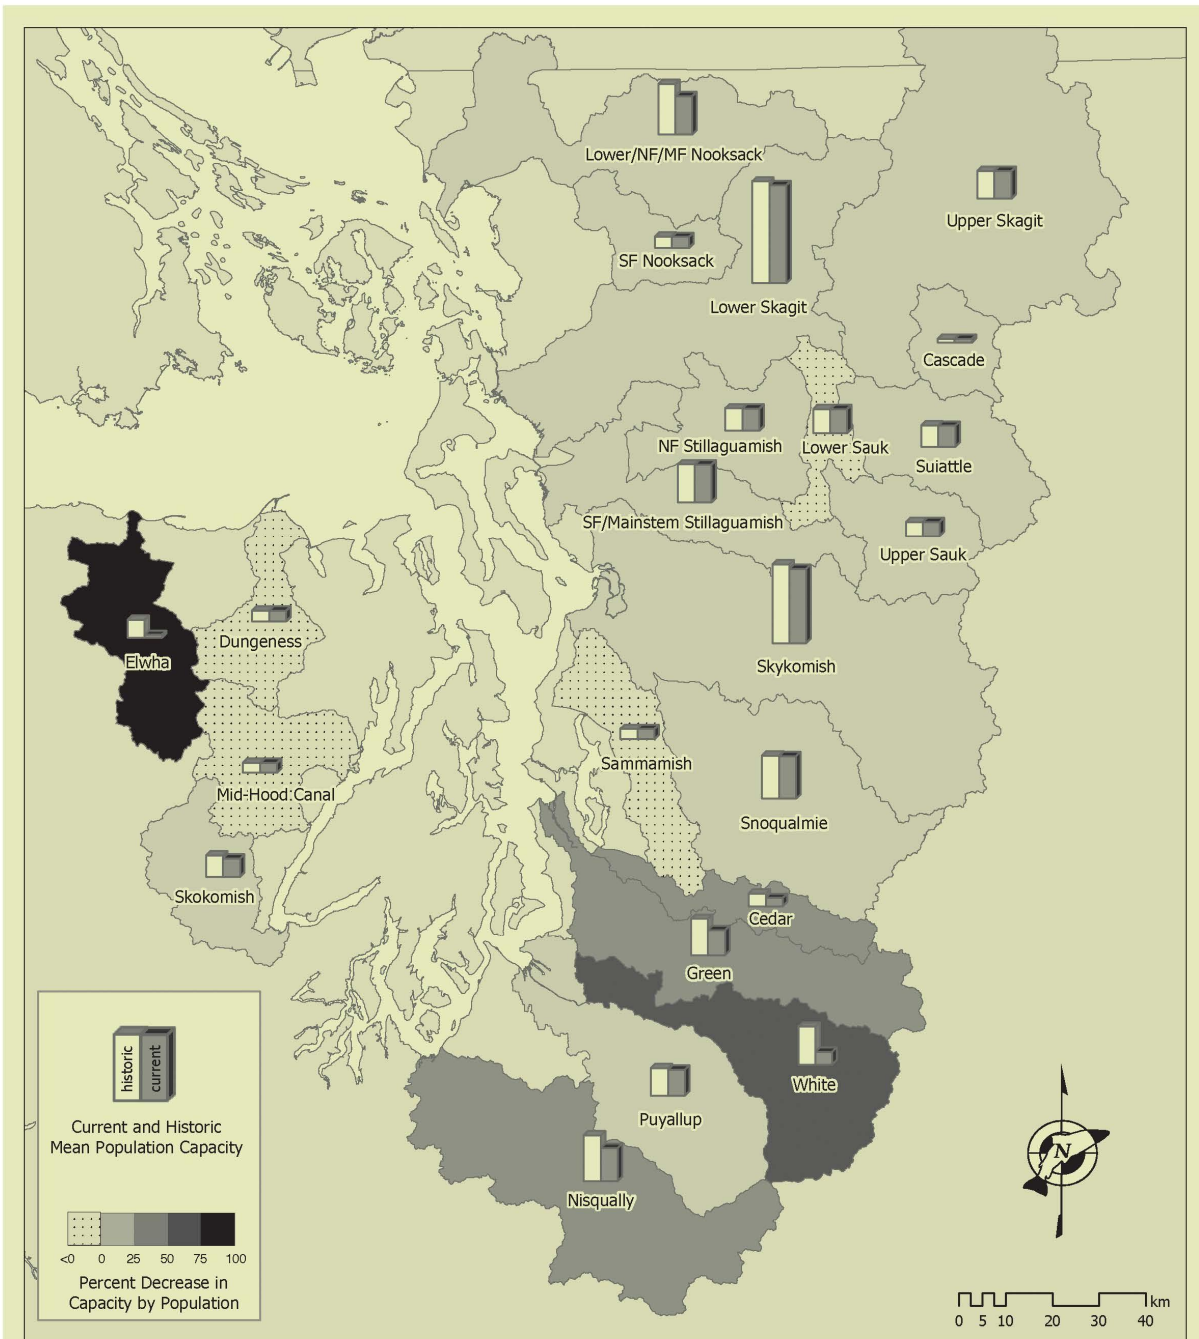 Lower/NF/MF Nooksack
Upper Skagit
SF Nooksack
Lower Skagit
Cascade
NF Stillaguamish
Lower Sauk
Suiattle
SF/Mainstem Stillaguamish
Upper Sauk
Dungeness
Elwha
Skykomish
Sammamish
Mid-Hood Canal
Snoqualmie
Skokomish
Cedar
Green
White
Puyallup
Nisqually
historic
current
Current and Historic
Mean Population Capacity
<0 0 25 50 75 100
Percent Decrease in
Capacity by Population
N
km
0 5 10 20 30 40